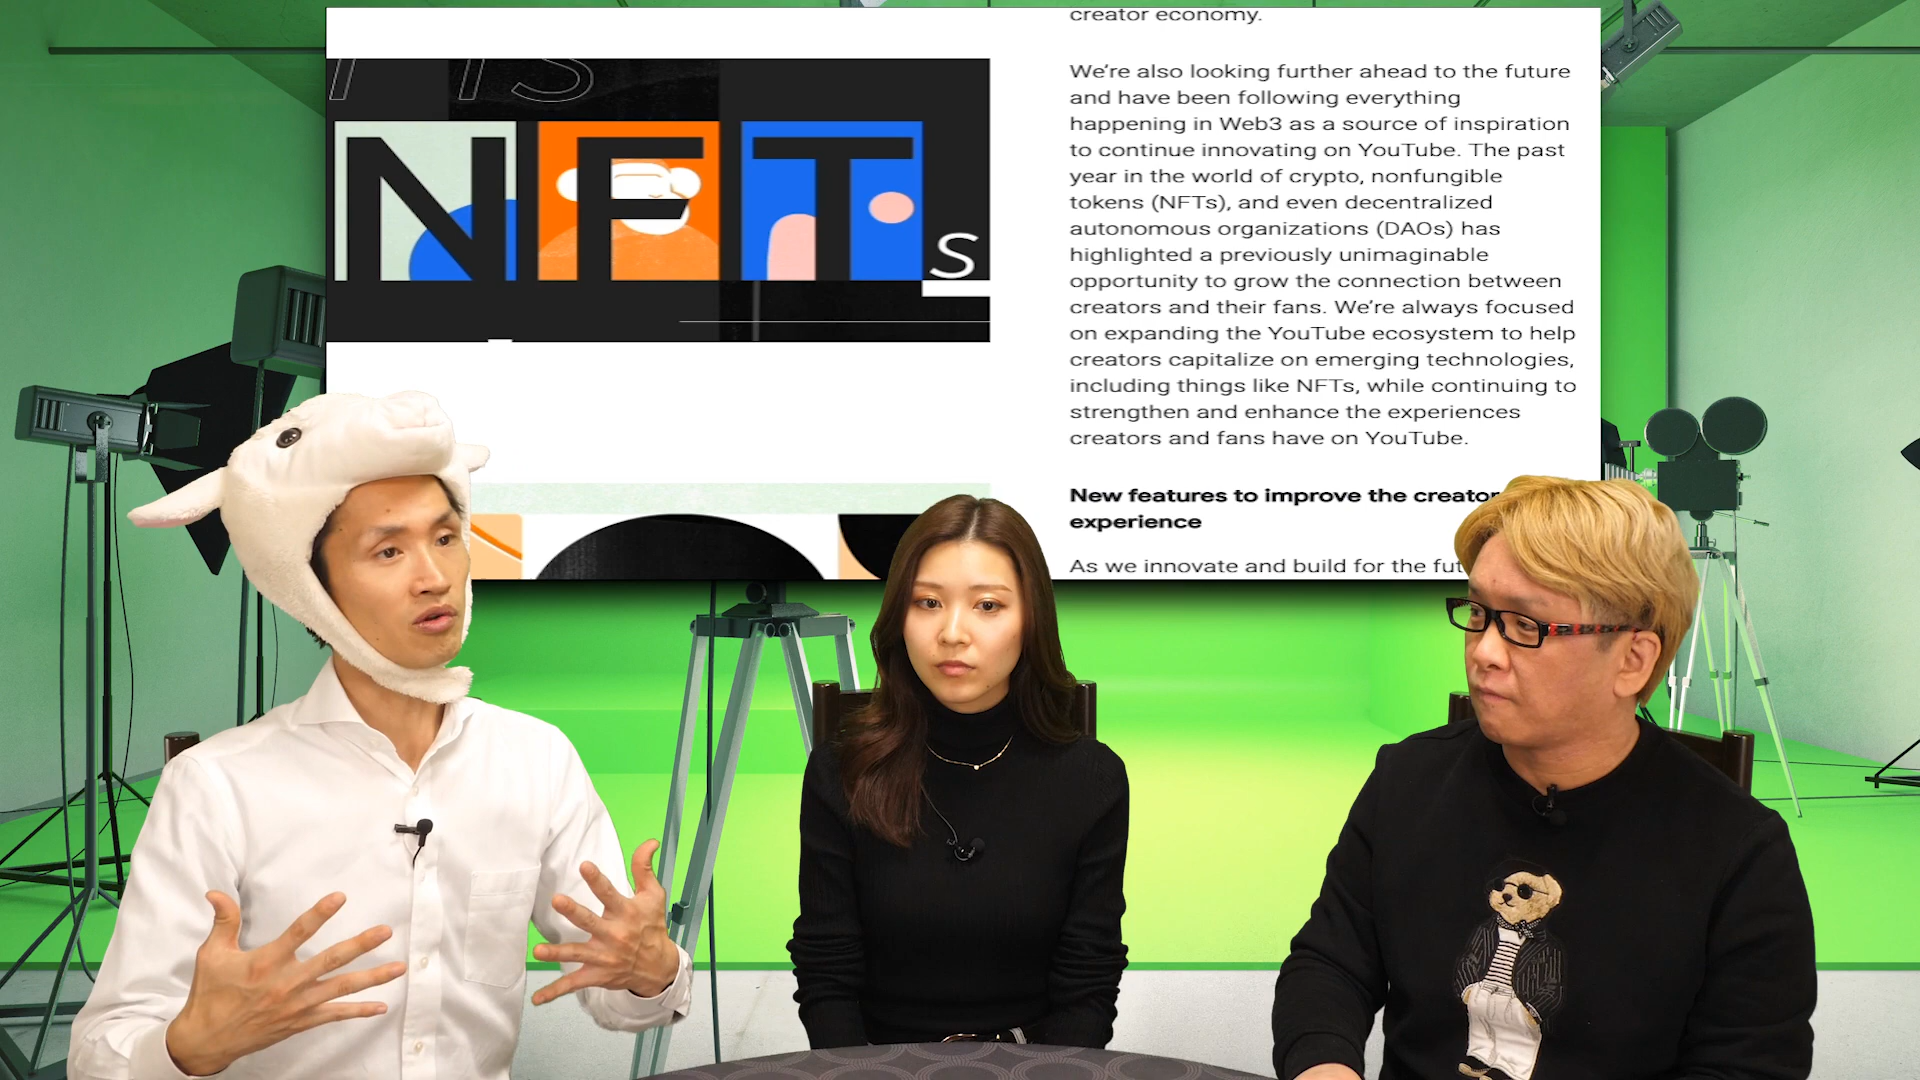 NFTs
creator economy.
We're also looking further ahead to the future
and have been following everything
happening in Web3 as a source of inspiration
to continue innovating on YouTube. The past
year in the world of crypto, nonfungible
tokens (NFTs), and even decentralized
autonomous organizations (DAOs) has
highlighted a previously unimaginable
opportunity to grow the connection between
creators and their fans. We're always focused
on expanding the YouTube ecosystem to help
creators capitalize on emerging technologies,
including things like NFTs, while continuing to
strengthen and enhance the experiences
creators and fans have on YouTube.
New features to improve the creator
experience
As we innovate and build for the